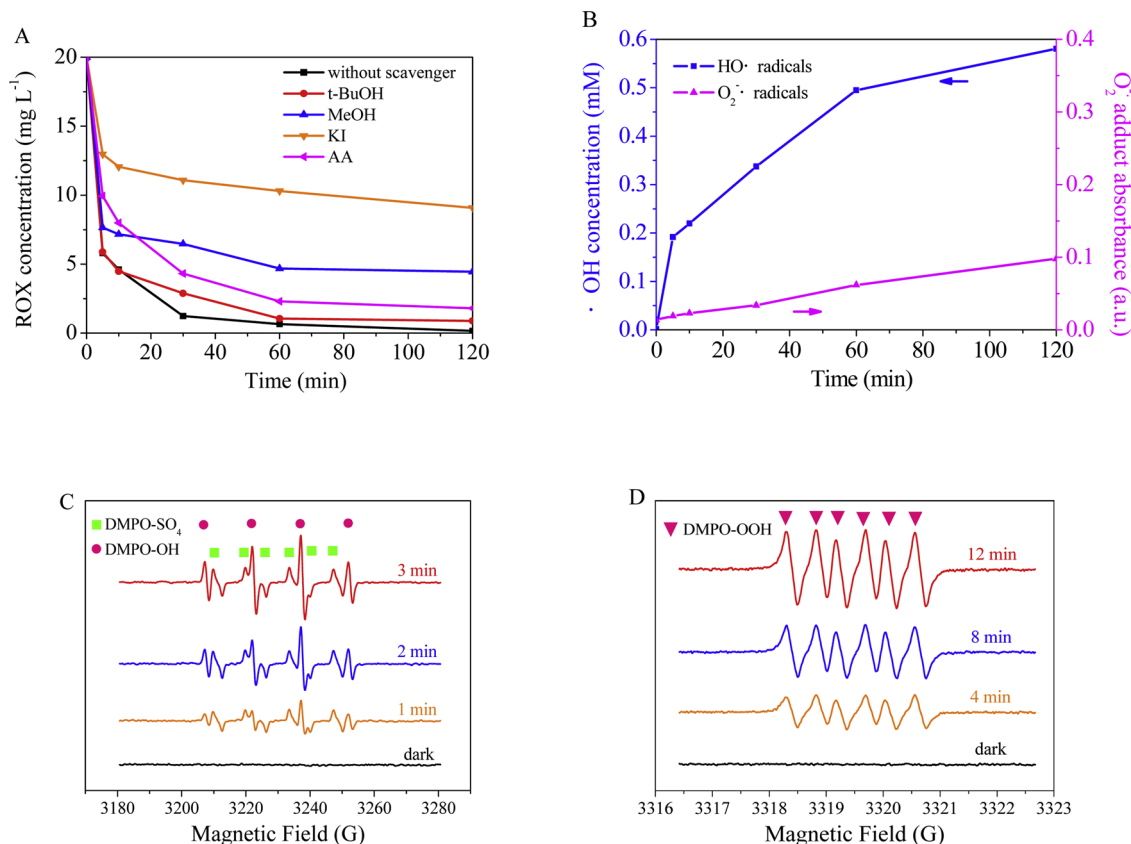 A
ROX concentration (mg L⁻¹)
20
15
10
5
0
without scavenger
t-BuOH
MeOH
KI
AA
0 20 40 60 80 100 120
Time (min)
B
· OH concentration (mM)
0.6
0.5
0.4
0.3
0.2
0.1
0.0
HO· radicals
O₂⁻· radicals
0.4
0.3
0.2
0.1
0.0
O₂⁻· adduct absorbance (a.u.)
0 20 40 60 80 100 120
Time (min)
C
DMPO-SO₄
DMPO-OH
3 min
2 min
1 min
dark
3180 3200 3220 3240 3260 3280
Magnetic Field (G)
D
DMPO-OOH
12 min
8 min
4 min
dark
3316 3317 3318 3319 3320 3321 3322 3323
Magnetic Field (G)